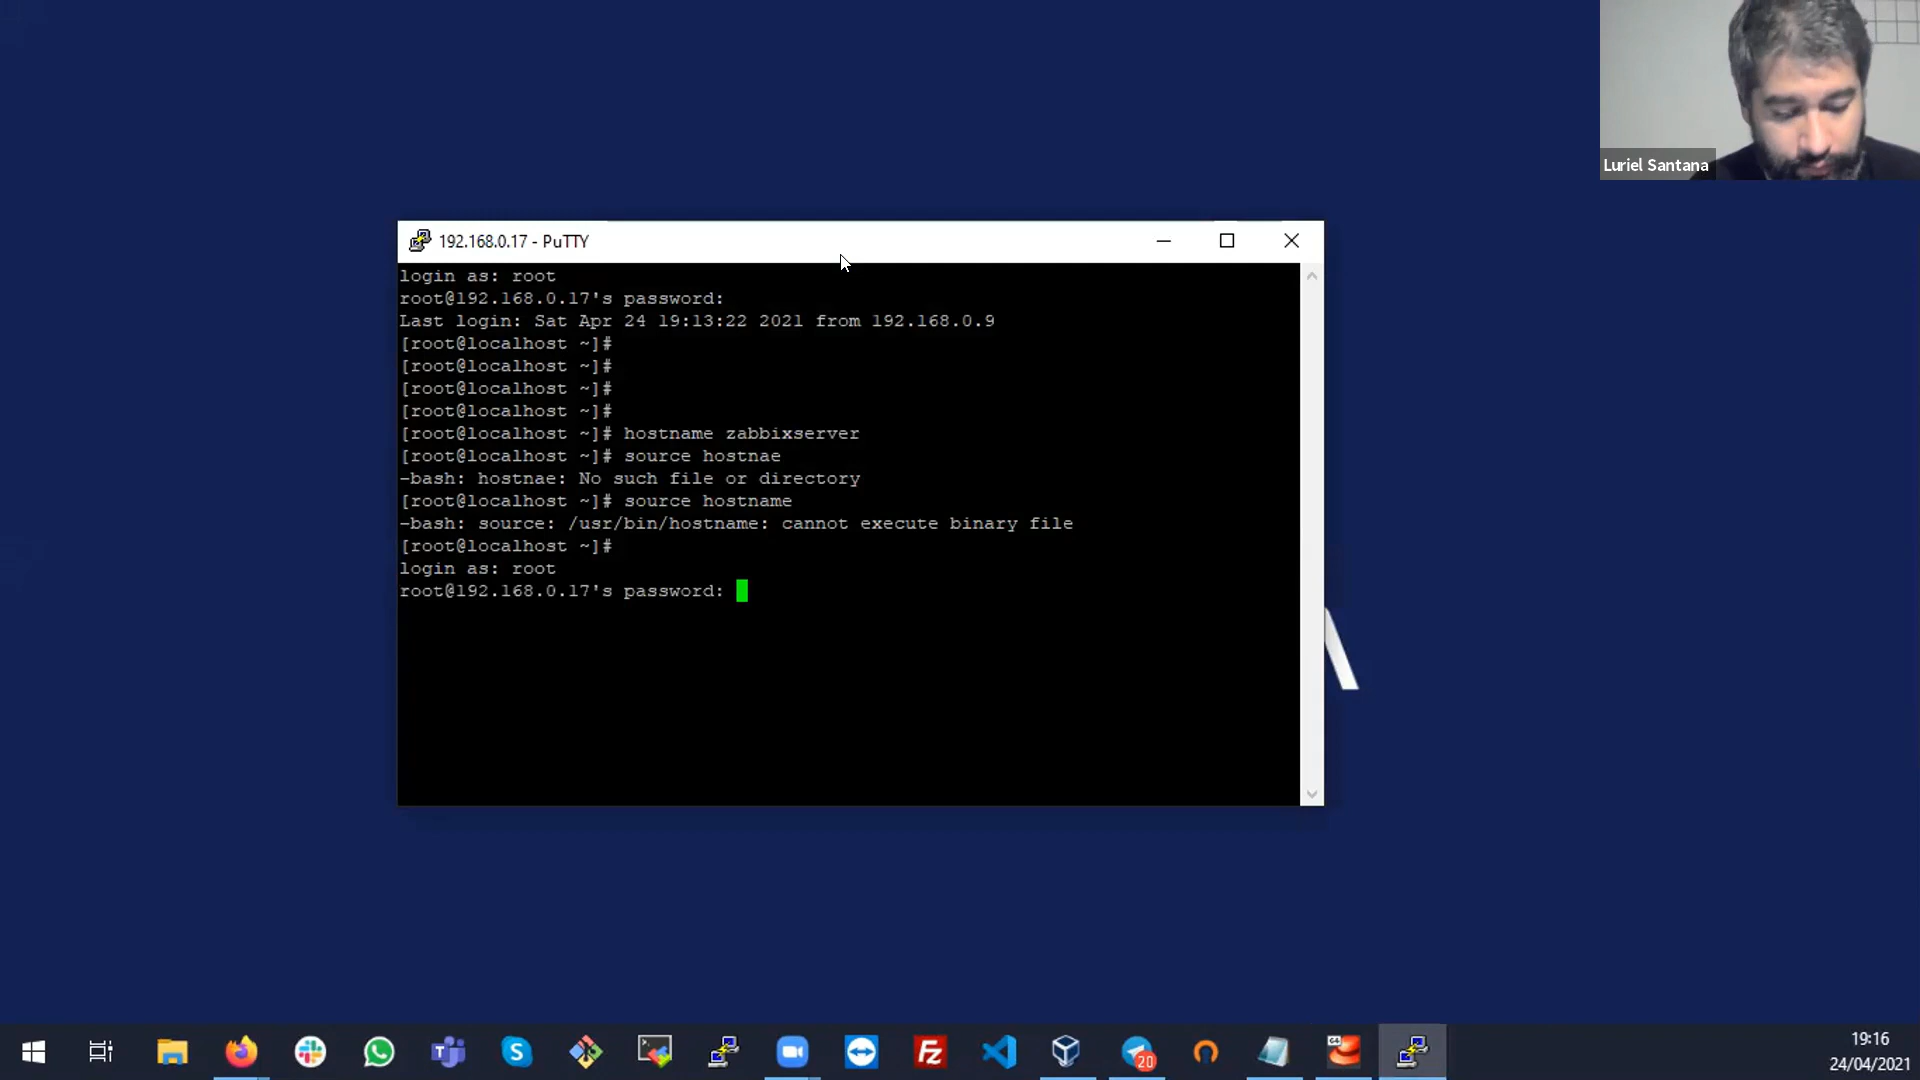 Luriel Santana
192.168.0.17 - PuTTY
login as: root
root@192.168.0.17's password:
Last login: Sat Apr 24 19:13:22 2021 from 192.168.0.9
[root@localhost ~]#
[root@localhost ~]#
[root@localhost ~]#
[root@localhost ~]#
[root@localhost ~]# hostname zabbixserver
[root@localhost ~]# source hostnae
-bash: hostnae: No such file or directory
[root@localhost ~]# source hostname
-bash: source: /usr/bin/hostname: cannot execute binary file
[root@localhost ~]#
login as: root
root@192.168.0.17's password:
20
64
19:16
24/04/2021